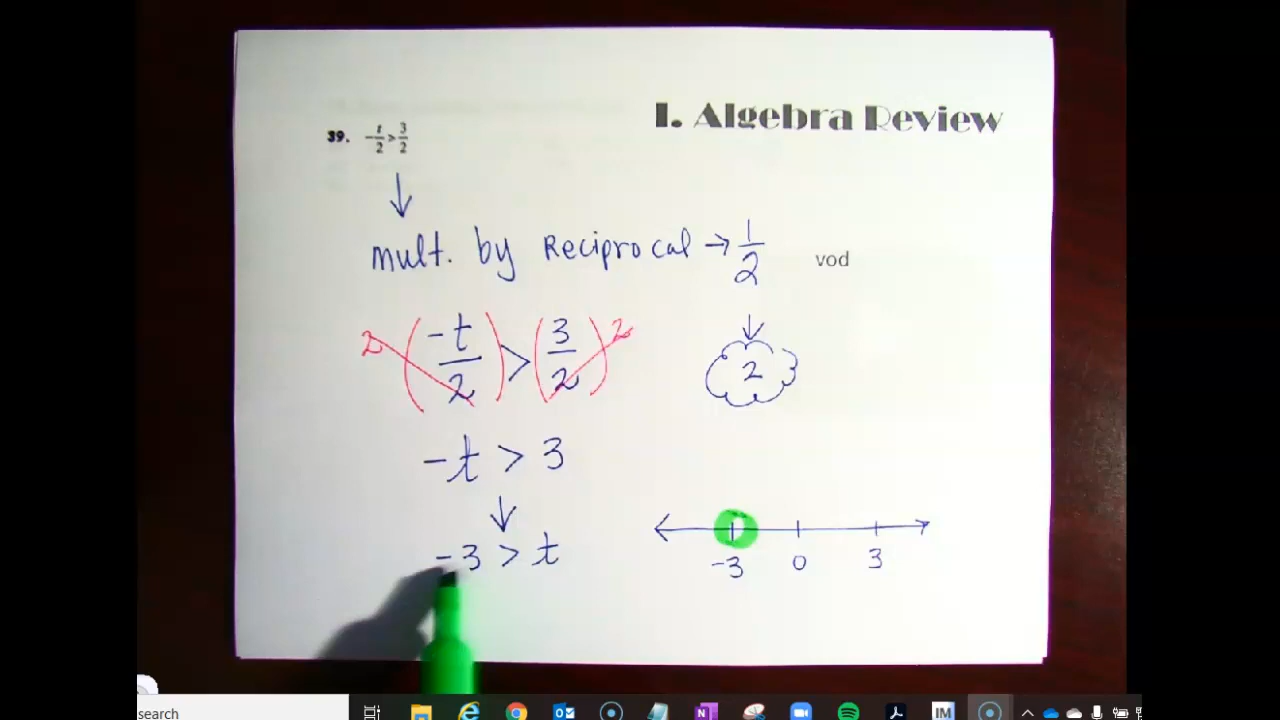 I. Algebra Review
39. -t/2 > 3/2
mult. by Reciprocal → 1/2
vod
2 (-t/2) > (3/2) 2
2
-t > 3
-3 > t
-3 0 3
search